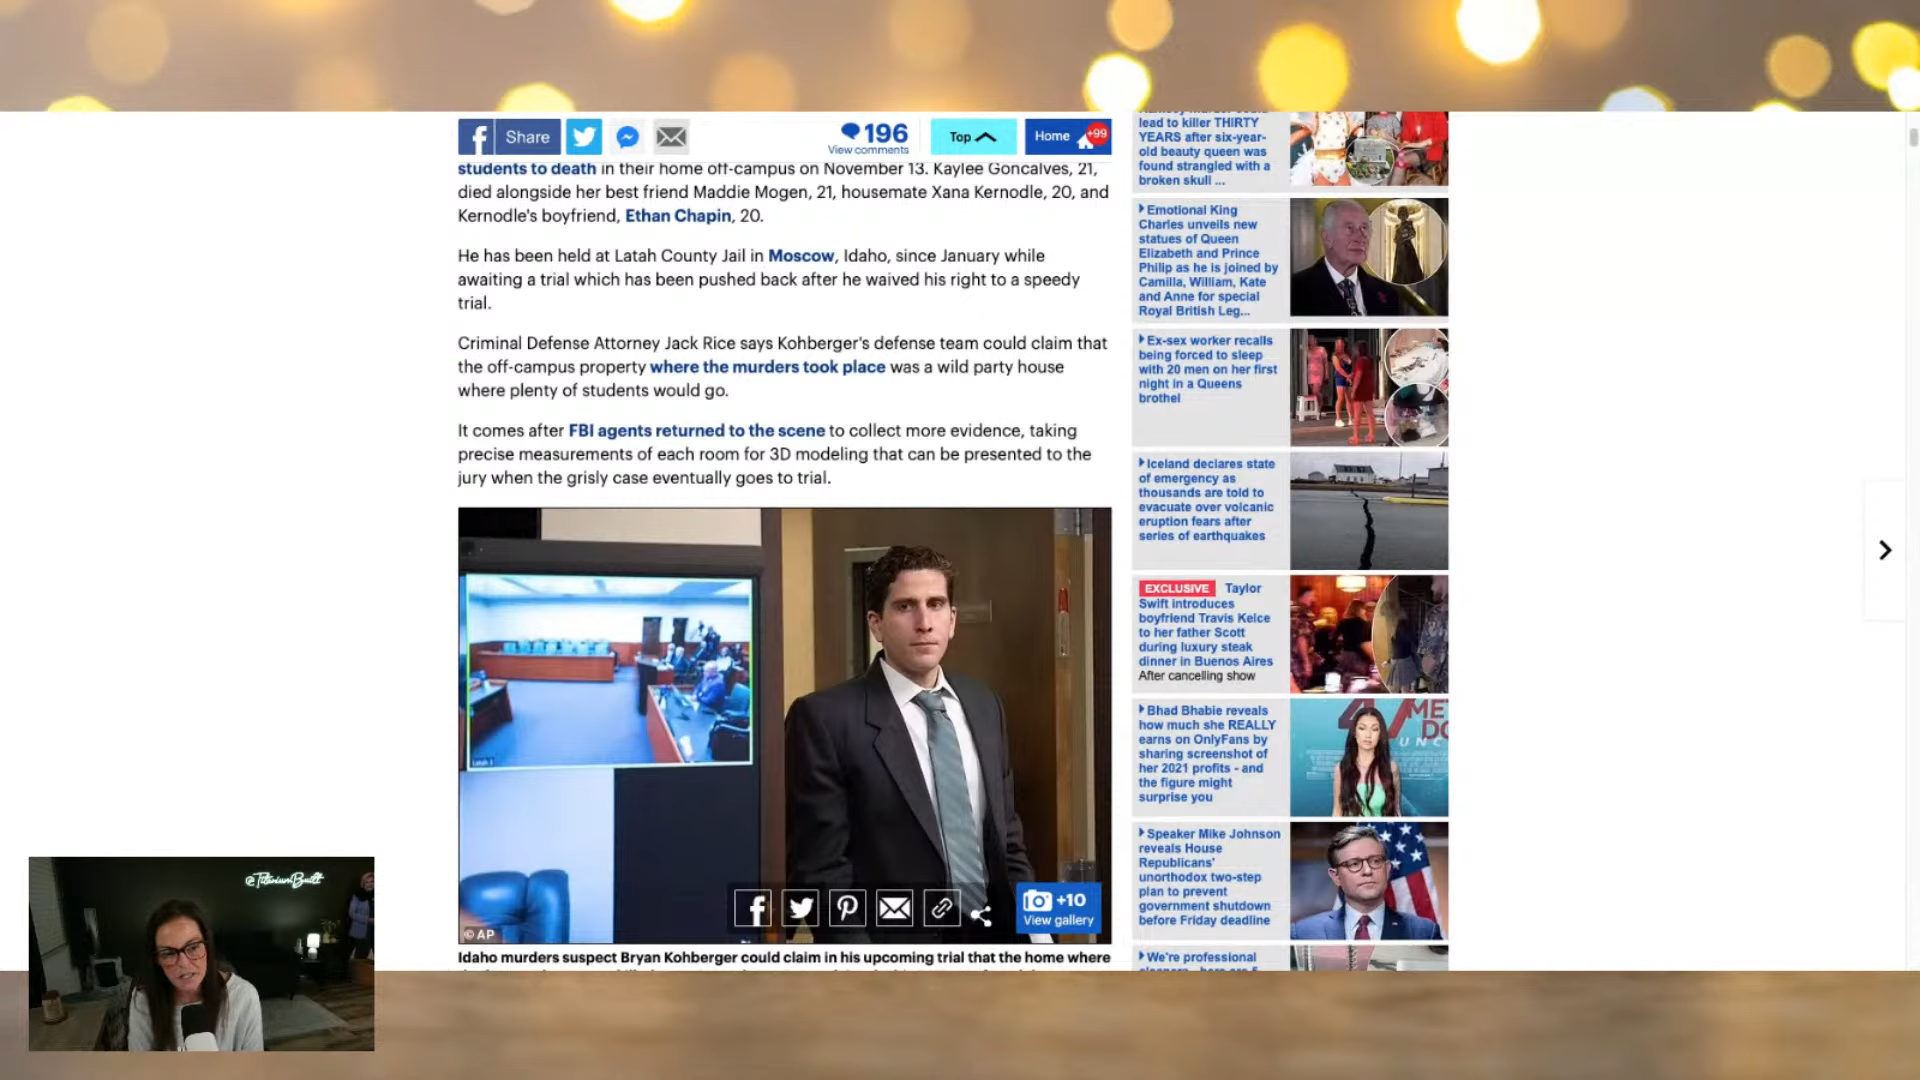 Share
196
View comments
Top
Home
+99
students to death in their home off-campus on November 13. Kaylee Goncalves, 21,
died alongside her best friend Maddie Mogen, 21, housemate Xana Kernodle, 20, and
Kernodle's boyfriend, Ethan Chapin, 20.
He has been held at Latah County Jail in Moscow, Idaho, since January while
awaiting a trial which has been pushed back after he waived his right to a speedy
trial.
Criminal Defense Attorney Jack Rice says Kohberger's defense team could claim that
the off-campus property where the murders took place was a wild party house
where plenty of students would go.
It comes after FBI agents returned to the scene to collect more evidence, taking
precise measurements of each room for 3D modeling that can be presented to the
jury when the grisly case eventually goes to trial.
© AP
+10
View gallery
Idaho murders suspect Bryan Kohberger could claim in his upcoming trial that the home where
lead to killer THIRTY
YEARS after six-year-
old beauty queen was
found strangled with a
broken skull ...
Emotional King
Charles unveils new
statues of Queen
Elizabeth and Prince
Philip as he is joined by
Camilla, William, Kate
and Anne for special
Royal British Leg...
Ex-sex worker recalls
being forced to sleep
with 20 men on her first
night in a Queens
brothel
Iceland declares state
of emergency as
thousands are told to
evacuate over volcanic
eruption fears after
series of earthquakes
EXCLUSIVE Taylor
Swift introduces
boyfriend Travis Kelce
to her father Scott
during luxury steak
dinner in Buenos Aires
After cancelling show
Bhad Bhabie reveals
how much she REALLY
earns on OnlyFans by
sharing screenshot of
her 2021 profits - and
the figure might
surprise you
Speaker Mike Johnson
reveals House
Republicans'
unorthodox two-step
plan to prevent
government shutdown
before Friday deadline
We're professional
@TitaniumBuilt